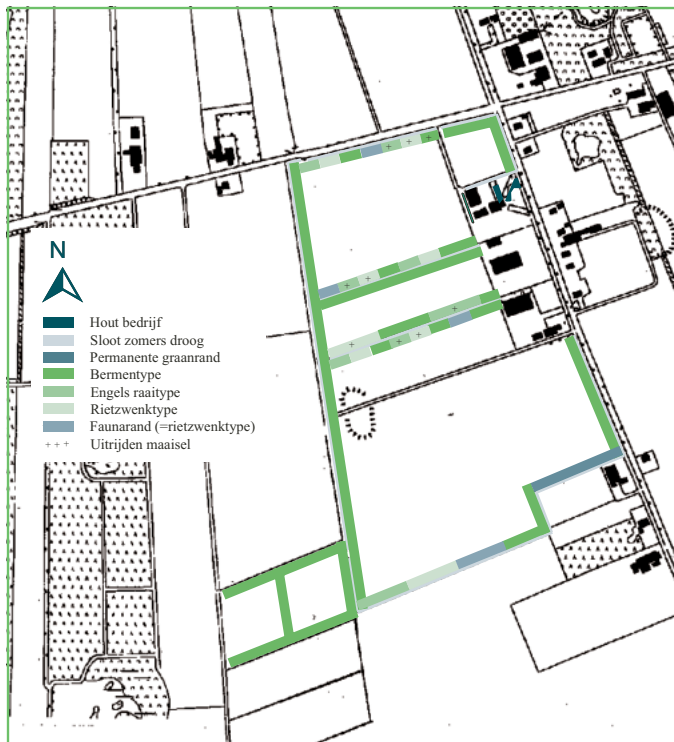 N
Hout bedrijf
Sloot zomers droog
Permanente graanrand
Bermentype
Engels raaitype
Rietzwenktype
Faunarand (=rietzwenktype)
+++ Uitrijden maaisel